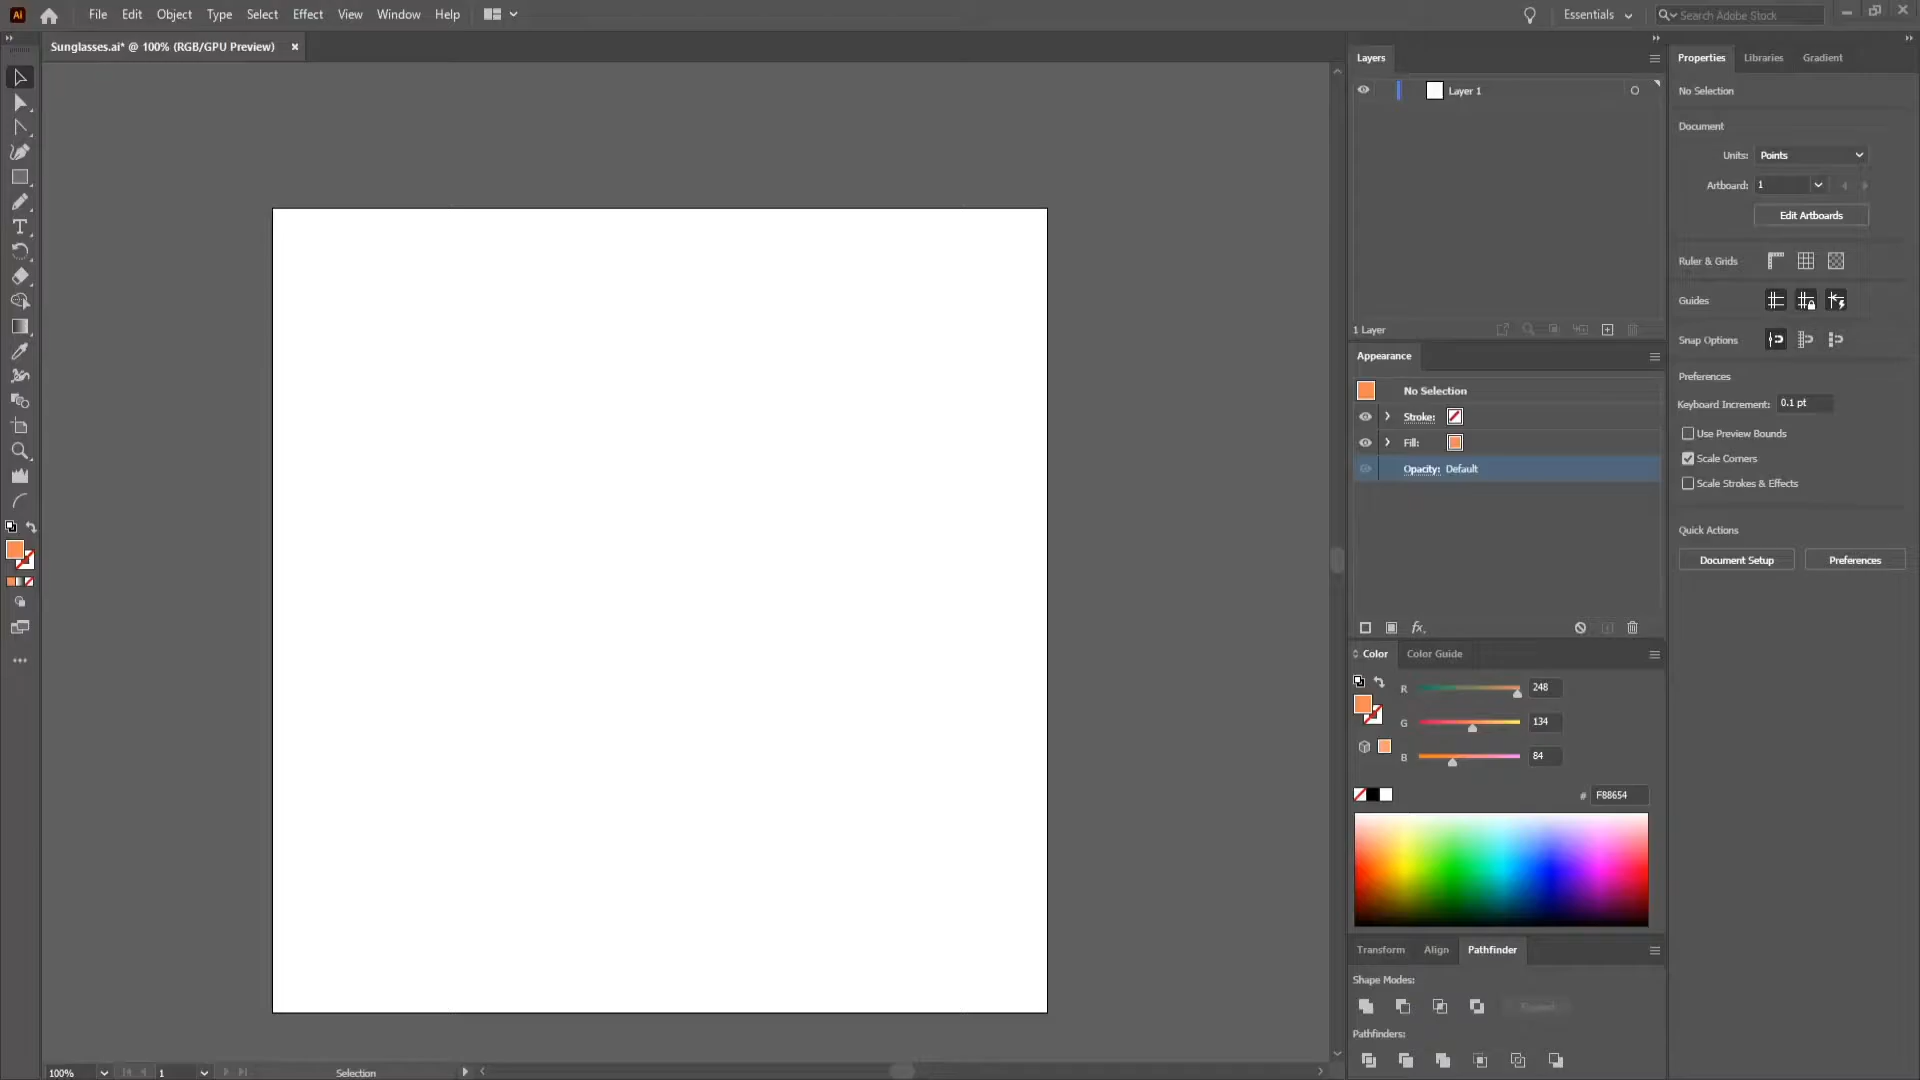 Ai
File Edit Object Type Select Effect View Window Help
Essentials
Search Adobe Stock
Sunglasses.ai* @ 100% (RGB/GPU Preview) ×
Layers
Layer 1
1 Layer
Appearance
No Selection
Stroke:
Fill:
Opacity: Default
fx
Color Color Guide
R 248
G 134
B 84
# F88654
Transform Align Pathfinder
Shape Modes:
Expand
Pathfinders:
Properties Libraries Gradient
No Selection
Document
Units: Points
Artboard: 1
Edit Artboards
Ruler & Grids
Guides
Snap Options
Preferences
Keyboard Increment: 0.1 pt
Use Preview Bounds
Scale Corners
Scale Strokes & Effects
Quick Actions
Document Setup Preferences
100% 1 Selection